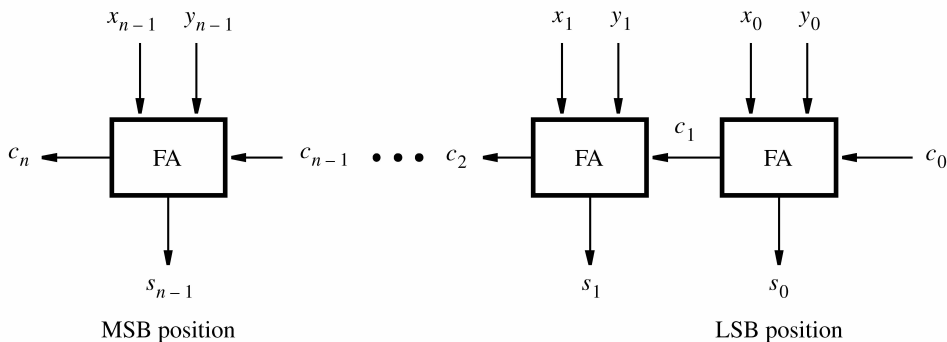 x_{n-1} y_{n-1} x_1 y_1 x_0 y_0
c_n FA c_{n-1} • • • c_2 FA c_1 FA c_0
s_{n-1} s_1 s_0
MSB position LSB position